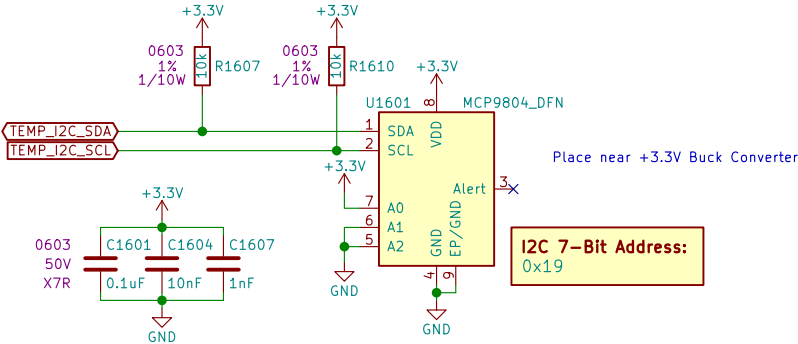 +3.3V
+3.3V
0603
1%
1/10W
10k
R1607
0603
1%
1/10W
10k
R1610
+3.3V
U1601
8
MCP9804_DFN
TEMP_I2C_SDA
1
SDA
VDD
TEMP_I2C_SCL
2
SCL
Place near +3.3V Buck Converter
+3.3V
Alert
3
+3.3V
7
A0
6
A1
5
A2
GND
EP/GND
4
9
GND
GND
I2C 7-Bit Address:
0x19
0603
50V
X7R
C1601
0.1uF
C1604
10nF
C1607
1nF
GND